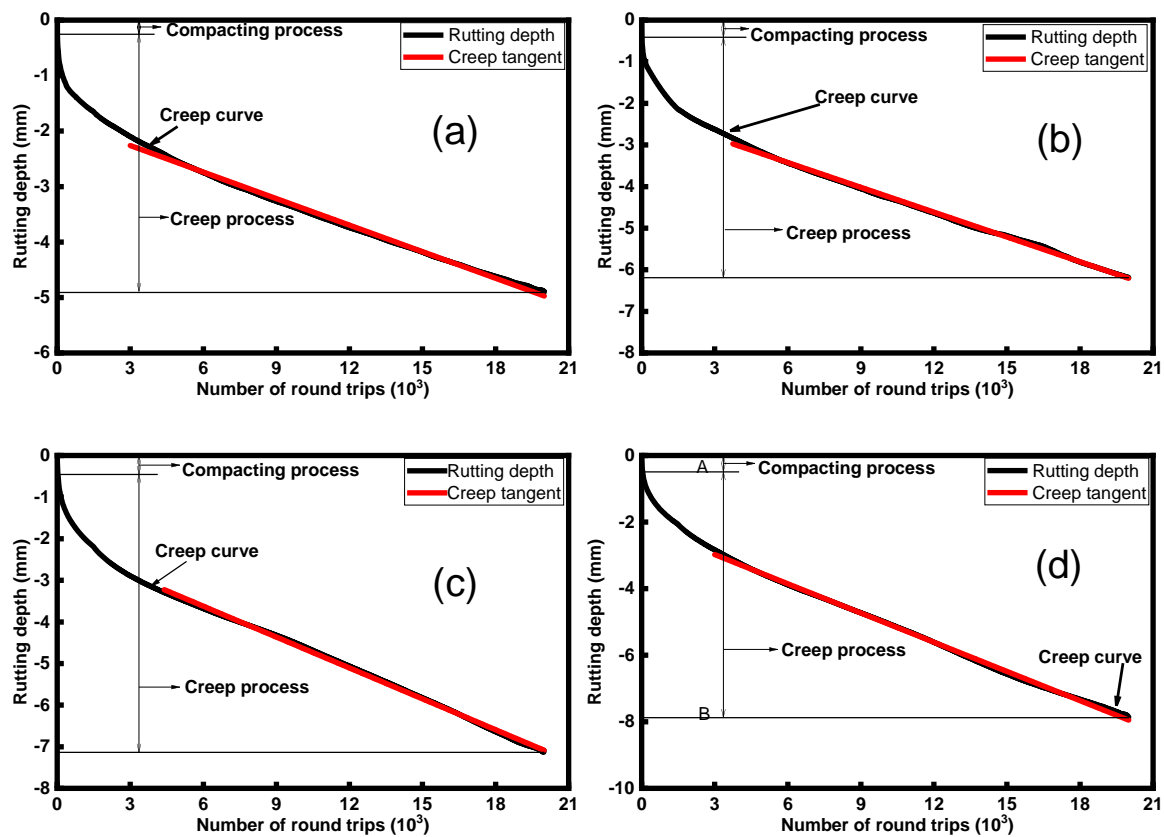 0
-1
-2
-3
-4
-5
-6
Rutting depth (mm)
Compacting process
Rutting depth
Creep tangent
Creep curve
(a)
Creep process
0 3 6 9 12 15 18 21
Number of round trips (10³)
0
-1
-2
-3
-4
-5
-6
-7
-8
Rutting depth (mm)
Compacting process
Rutting depth
Creep tangent
Creep curve
(b)
Creep process
0 3 6 9 12 15 18 21
Number of round trips (10³)
0
-1
-2
-3
-4
-5
-6
-7
-8
Rutting depth (mm)
Compacting process
Rutting depth
Creep tangent
Creep curve
(c)
Creep process
0 3 6 9 12 15 18 21
Number of round trips (10³)
0
-2
-4
-6
-8
-10
Rutting depth (mm)
A
Compacting process
Rutting depth
Creep tangent
(d)
Creep process
Creep curve
B
0 3 6 9 12 15 18 21
Number of round trips (10³)